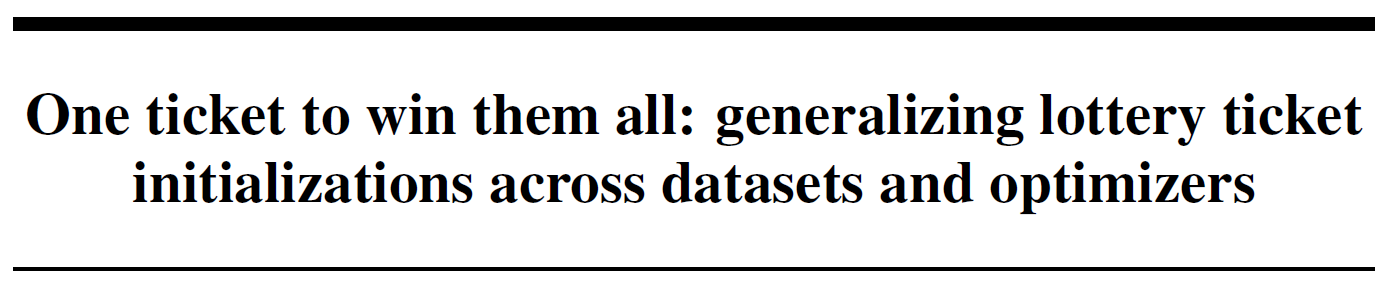 One ticket to win them all: generalizing lottery ticket
initializations across datasets and optimizers